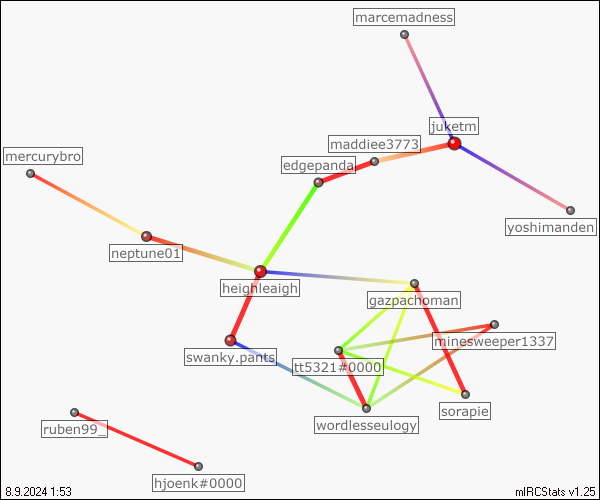 marcemadness
juketm
maddiee3773
mercurybro
edgepanda
yoshimanden
neptune01
heighleaigh
gazpachoman
minesweeper1337
swanky.pants
tt5321#0000
sorapie
wordlesseulogy
ruben99_
hjoenk#0000
8.9.2024 1:53
mIRCStats v1.25